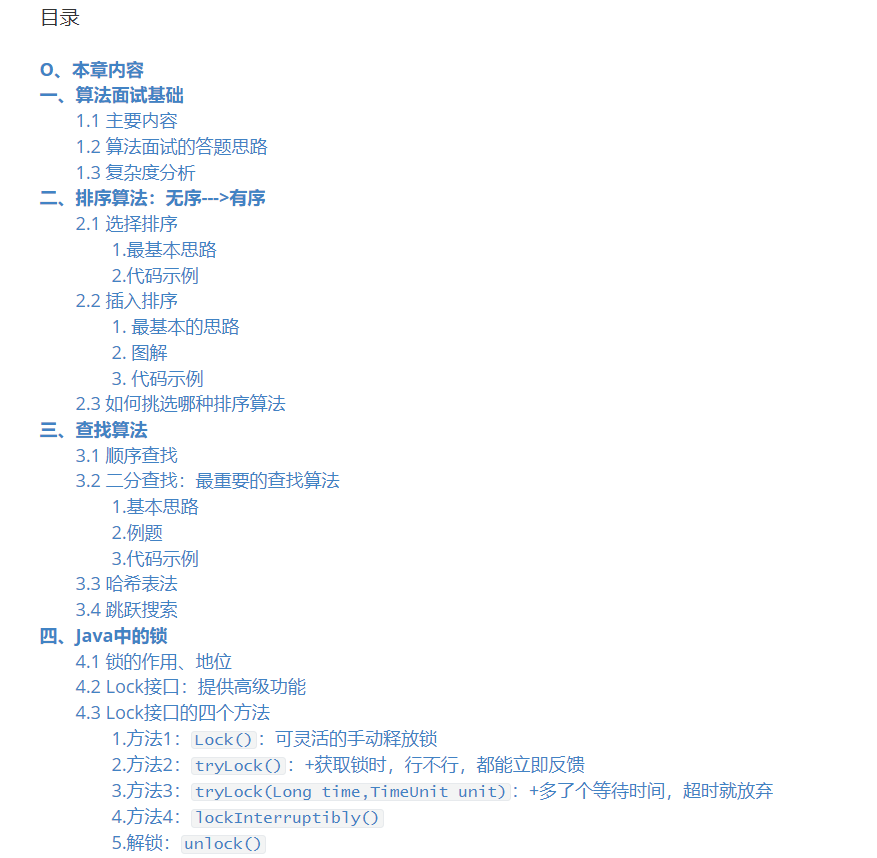 目录
O、本章内容
一、算法面试基础
1.1 主要内容
1.2 算法面试的答题思路
1.3 复杂度分析
二、排序算法：无序--->有序
2.1 选择排序
1.最基本思路
2.代码示例
2.2 插入排序
1. 最基本的思路
2. 图解
3. 代码示例
2.3 如何挑选哪种排序算法
三、查找算法
3.1 顺序查找
3.2 二分查找：最重要的查找算法
1.基本思路
2.例题
3.代码示例
3.3 哈希表法
3.4 跳跃搜索
四、Java中的锁
4.1 锁的作用、地位
4.2 Lock接口：提供高级功能
4.3 Lock接口的四个方法
1.方法1：Lock()：可灵活的手动释放锁
2.方法2：tryLock()：+获取锁时，行不行，都能立即反馈
3.方法3：tryLock(Long time,TimeUnit unit)：+多了个等待时间，超时就放弃
4.方法4：lockInterruptibly()
5.解锁：unlock()